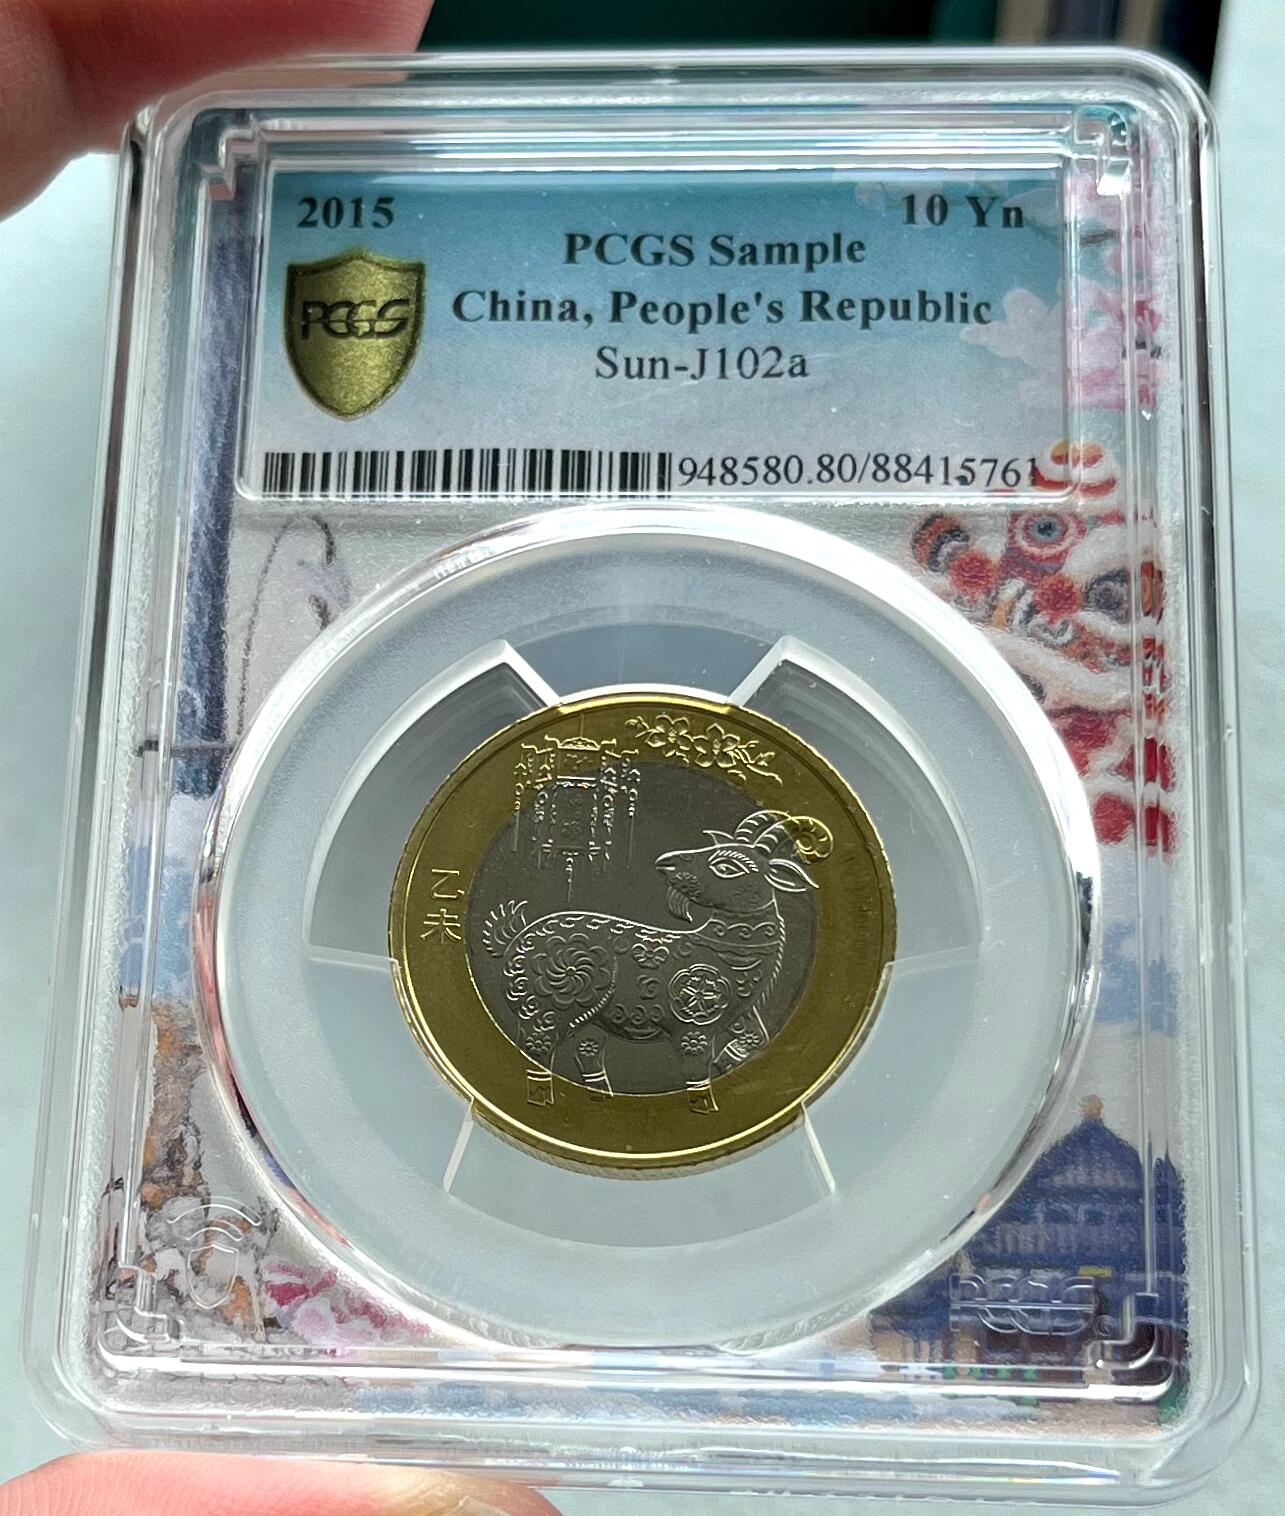 2015 10 Yn
PCGS Sample
PCGS China, People's Republic
Sun-J102a
948580.80/88415761
乙未
PCGS